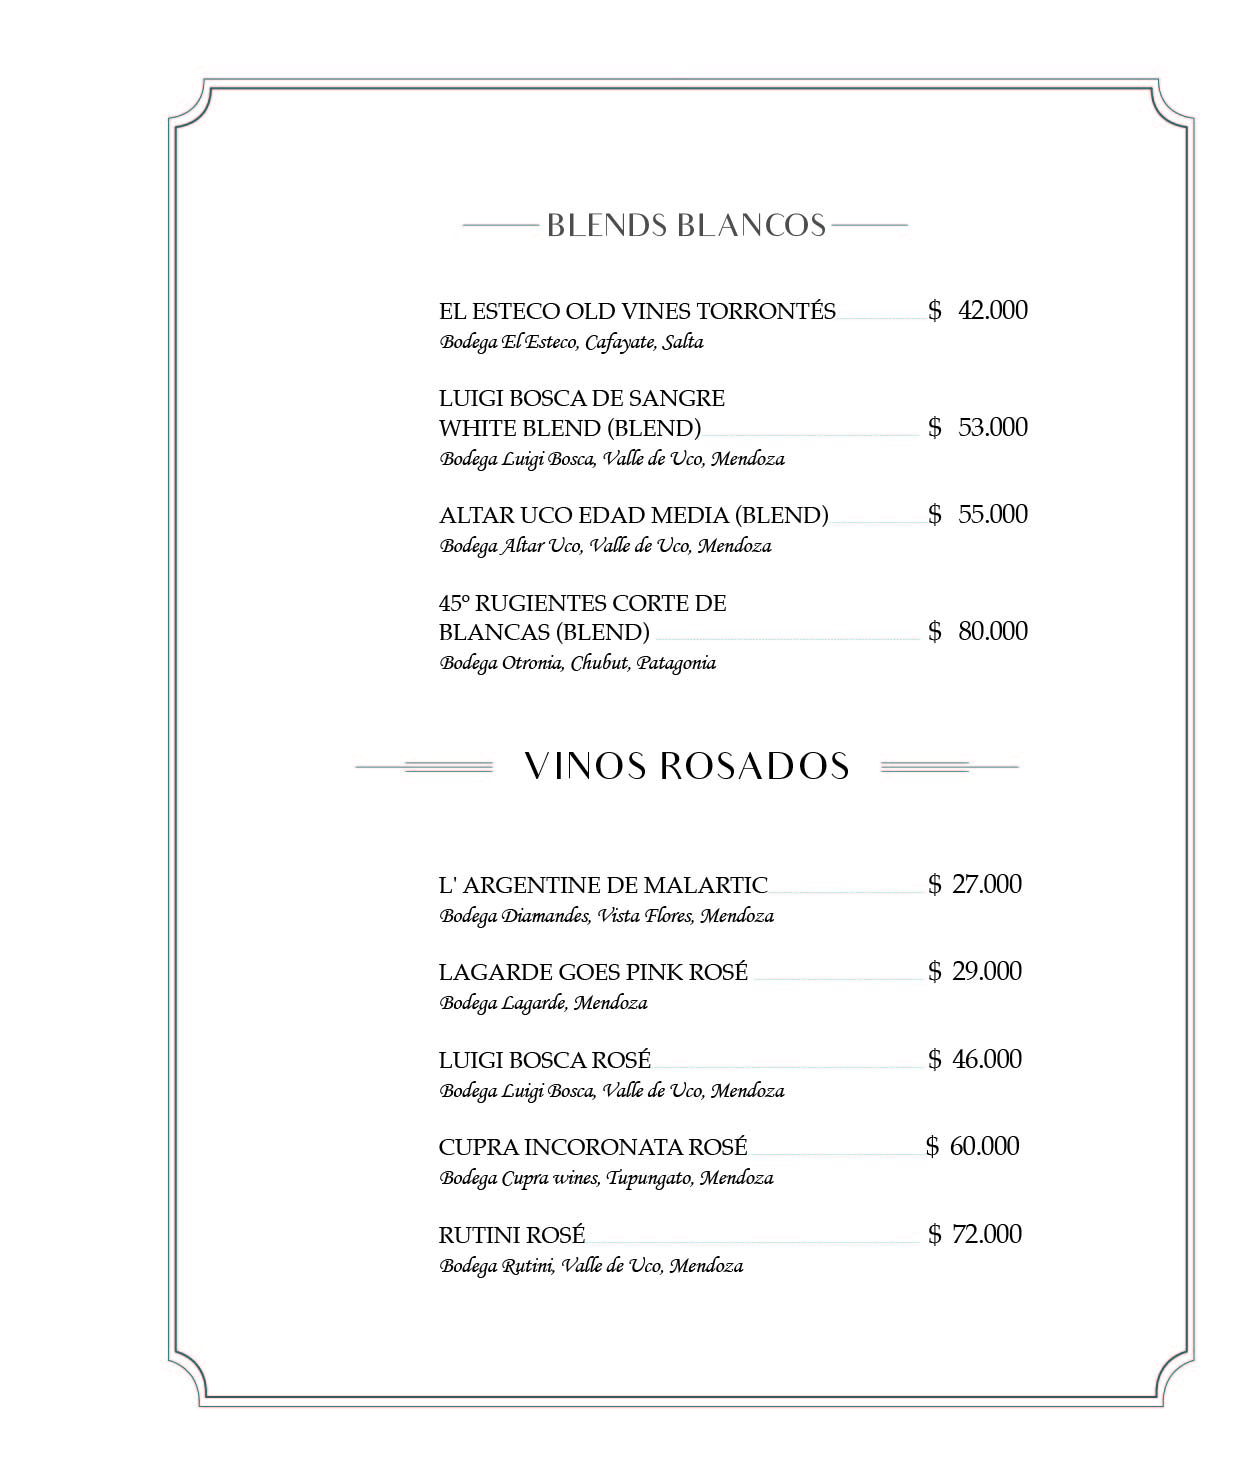 BLENDS BLANCOS
EL ESTECO OLD VINES TORRONTÉS $ 42.000
Bodega El Esteco, Cafayate, Salta
LUIGI BOSCA DE SANGRE
WHITE BLEND (BLEND) $ 53.000
Bodega Luigi Bosca, Valle de Uco, Mendoza
ALTAR UCO EDAD MEDIA (BLEND) $ 55.000
Bodega Altar Uco, Valle de Uco, Mendoza
45º RUGIENTES CORTE DE
BLANCAS (BLEND) $ 80.000
Bodega Otronia, Chubut, Patagonia
VINOS ROSADOS
L' ARGENTINE DE MALARTIC $ 27.000
Bodega Diamandes, Vista Flores, Mendoza
LAGARDE GOES PINK ROSÉ $ 29.000
Bodega Lagarde, Mendoza
LUIGI BOSCA ROSÉ $ 46.000
Bodega Luigi Bosca, Valle de Uco, Mendoza
CUPRA INCORONATA ROSÉ $ 60.000
Bodega Cupra wines, Tupungato, Mendoza
RUTINI ROSÉ $ 72.000
Bodega Rutini, Valle de Uco, Mendoza